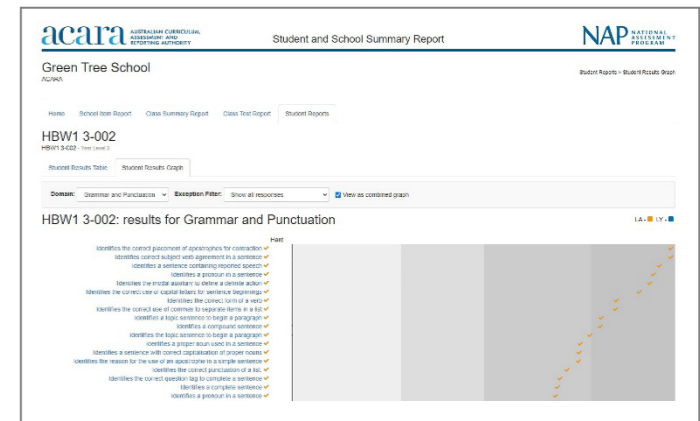 acara AUSTRALIAN CURRICULUM, ASSESSMENT AND REPORTING AUTHORITY
Student and School Summary Report
NAP NATIONAL ASSESSMENT PROGRAM
Green Tree School
ACARA
Student Reports > Student Results Graph
Home School Item Report Class Summary Report Class Test Report Student Reports
HBW1 3-002
HBW1 3-002 - Year Level 3
Student Results Table Student Results Graph
Domain: Grammar and Punctuation Exception Filter: Show all responses View as combined graph
HBW1 3-002: results for Grammar and Punctuation
LA - LY -
Hard
Identifies the correct placement of apostrophes for contraction
Identifies correct subject verb agreement in a sentence
Identifies a sentence containing reported speech
Identifies a pronoun in a sentence
Identifies the modal auxiliary to define a definite action
Identifies the correct use of capital letters for sentence beginnings
Identifies the correct form of a verb
Identifies the correct use of commas to separate items in a list
Identifies a topic sentence to begin a paragraph
Identifies a compound sentence
Identifies the topic sentence to begin a paragraph
Identifies a proper noun used in a sentence
Identifies a sentence with correct capitalisation of proper nouns
Identifies the reason for the use of an apostrophe in a simple sentence
Identifies the correct punctuation of a list.
Identifies the correct question tag to complete a sentence
Identifies a complete sentence
Identifies a pronoun in a sentence